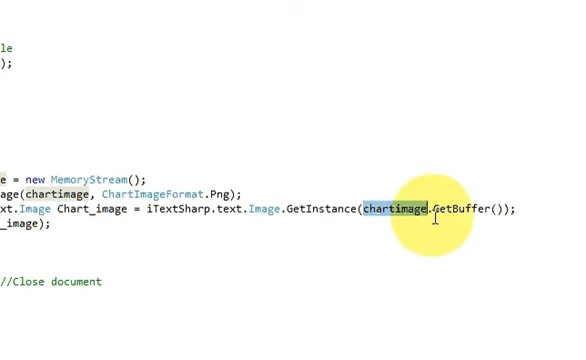 le
);
e = new MemoryStream();
age(chartimage, ChartImageFormat.Png);
xt.Image Chart_image = iTextSharp.text.Image.GetInstance(chartimage.GetBuffer());
_image);
//Close document